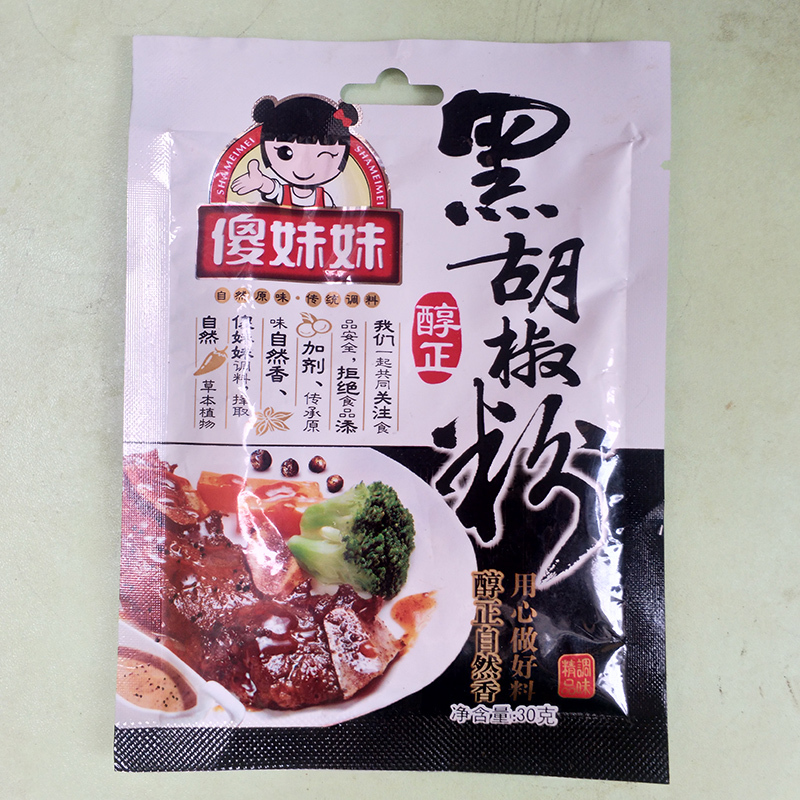 SHAMEIMEI
SHAMEIMEI
傻妹妹
自然原味·传统调料
黑胡椒粉
醇正
我们一起共同关注食
品安全，拒绝食品添
加剂、传承原
味自然香、
傻妹妹调料、择取
自然
草本植物
用心做好料
醇正自然香
調味
精品
净含量:30克